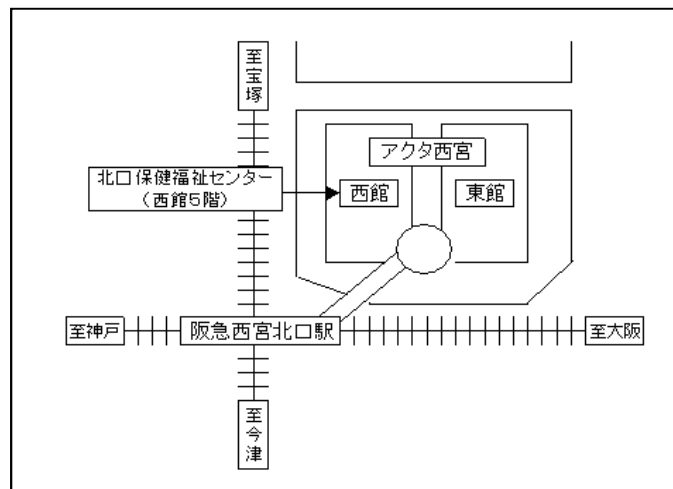 至宝塚
アクタ西宮
北口保健福祉センター
（西館５階）
西館
東館
至神戸
阪急西宮北口駅
至大阪
至今津